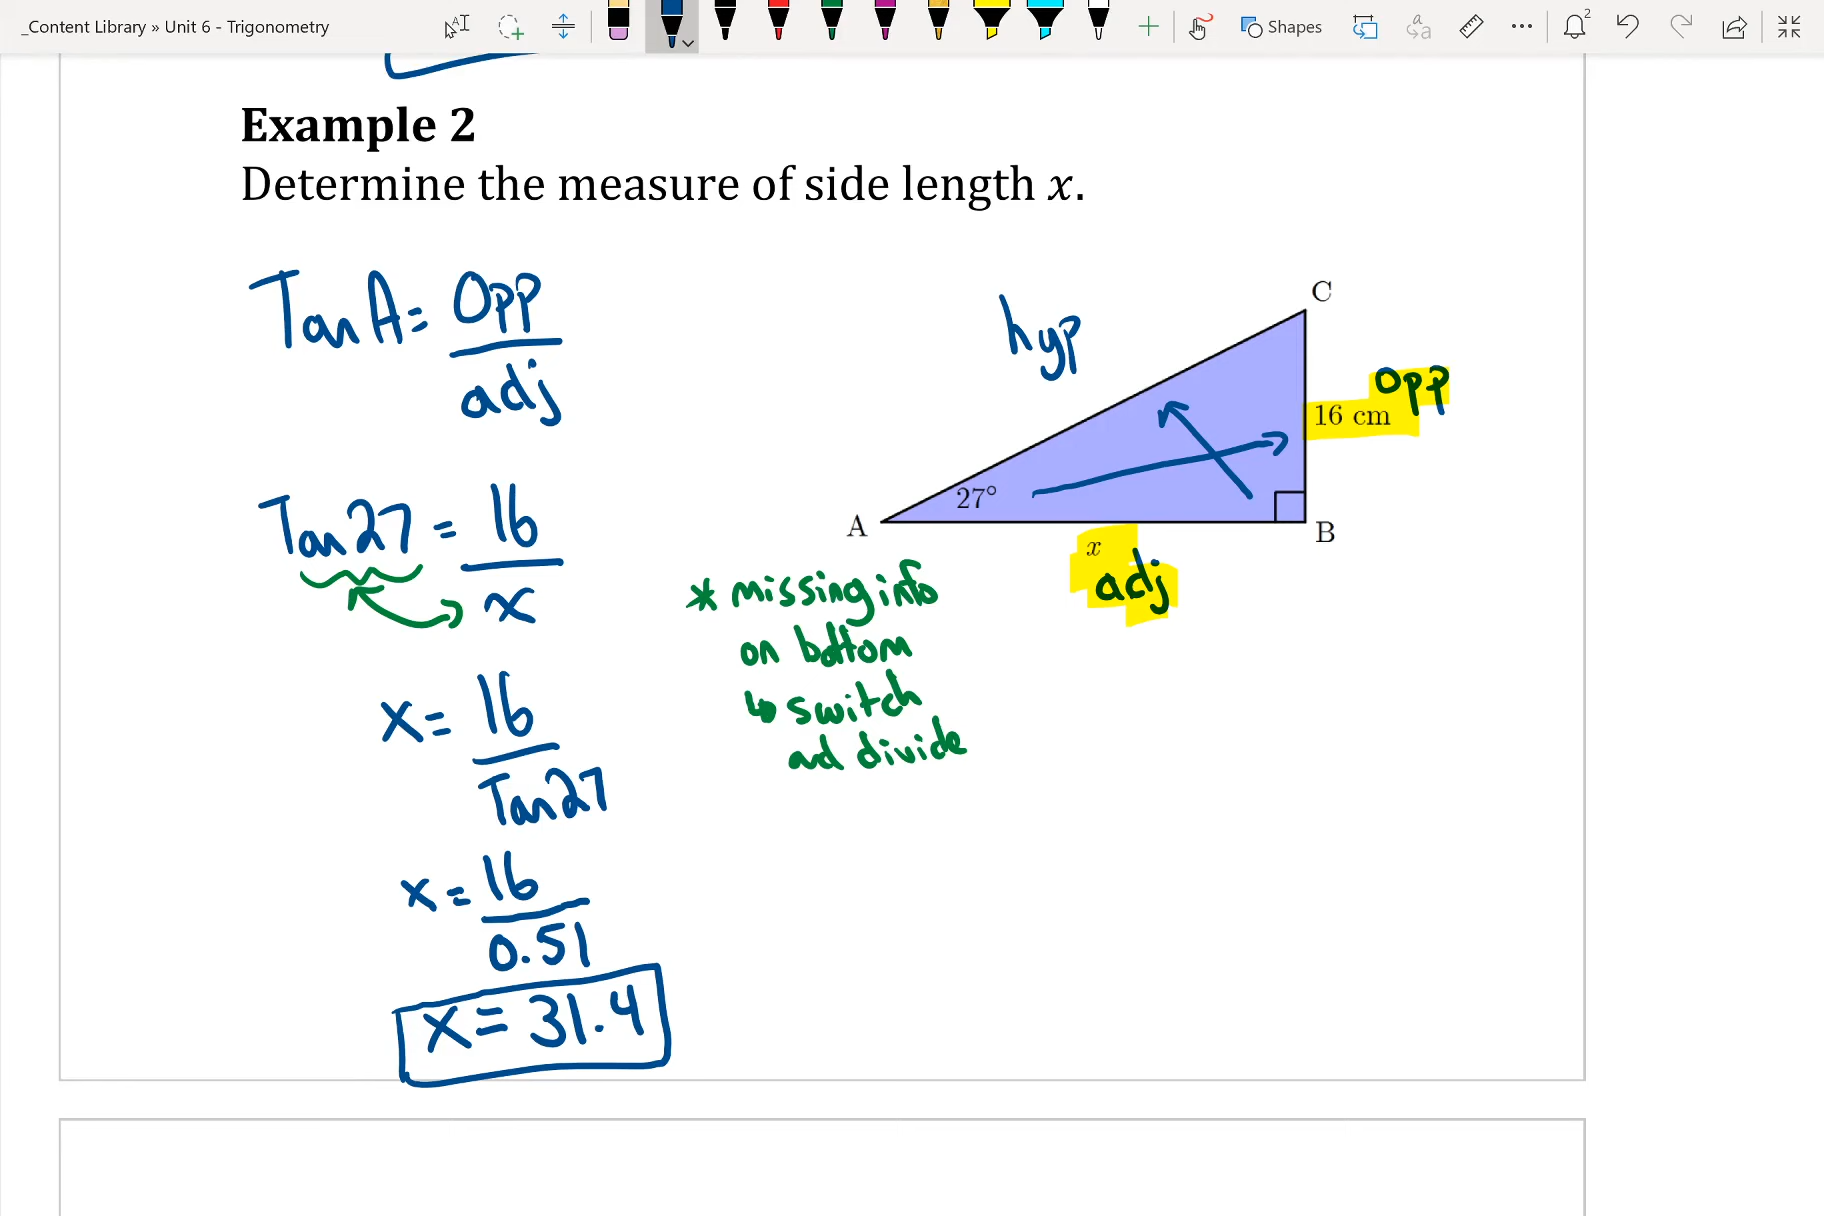 _Content Library » Unit 6 - Trigonometry
Shapes
2
Example 2
Determine the measure of side length x.
Tan A = Opp
adj
Tan 27 = 16
x
x = 16
Tan 27
x = 16
0.51
x = 31.4
* missing info
on bottom
↳ switch
and divide
hyp
C
Opp
16 cm
27°
A
B
x
adj